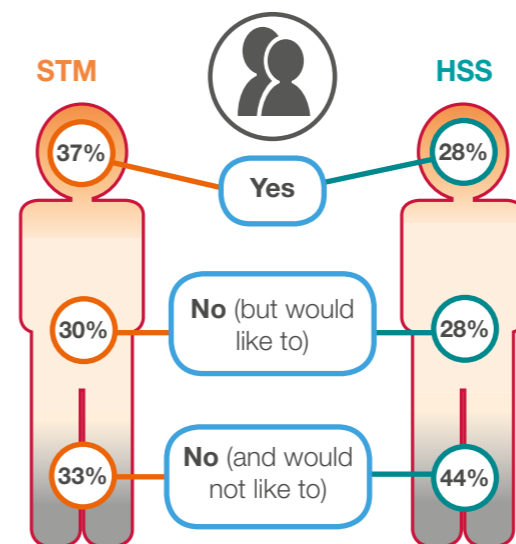 STM
HSS
37%
Yes
28%
30%
No (but would
like to)
28%
33%
No (and would
not like to)
44%